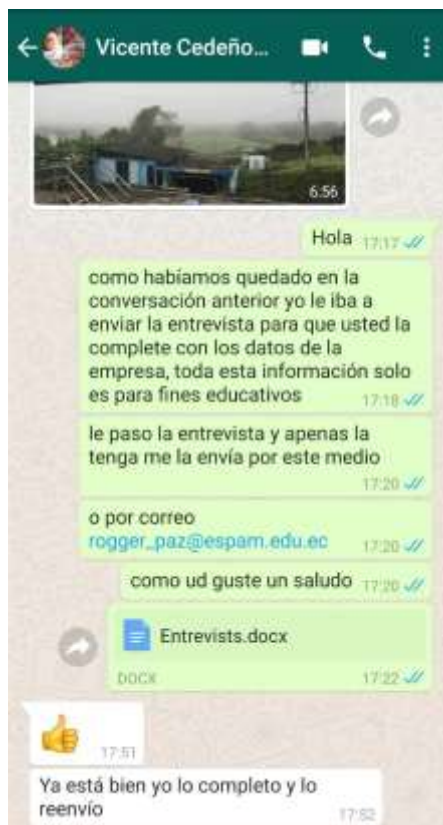 Vicente Cedeño...
6:56
Hola 17:17
como habíamos quedado en la
conversación anterior yo le iba a
enviar la entrevista para que usted la
complete con los datos de la
empresa, toda esta información solo
es para fines educativos 17:18
le paso la entrevista y apenas la
tenga me la envía por este medio
17:20
o por correo
rogger_paz@espam.edu.ec 17:20
como ud guste un saludo 17:20
Entrevists.docx
DOCX 17:22
17:51
Ya está bien yo lo completo y lo
reenvío 17:52